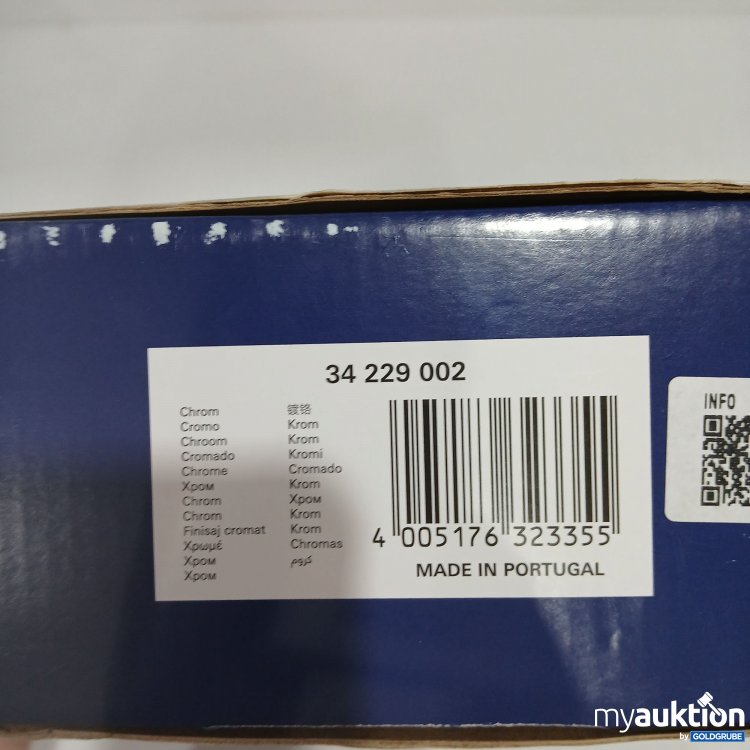 34 229 002
Chrom
Cromo
Chroom
Cromado
Chrome
Хром
Chrom
Chrom
Finisaj cromat
Χρωμέ
Хром
Хром
镀铬
Krom
Krom
Kromi
Cromado
Krom
Хром
Krom
Krom
Chromas
كروم
4 005176 323355
MADE IN PORTUGAL
INFO
myauktion
by GOLDGRUBE